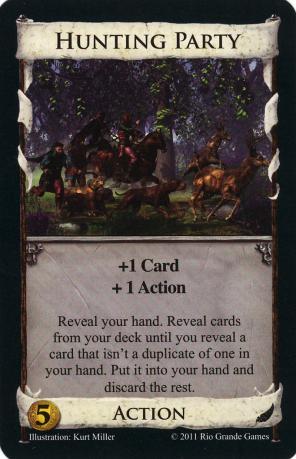 HUNTING PARTY
+1 Card
+ 1 Action
Reveal your hand. Reveal cards
from your deck until you reveal a
card that isn't a duplicate of one in
your hand. Put it into your hand and
discard the rest.
5
ACTION
Illustration: Kurt Miller
© 2011 Rio Grande Games